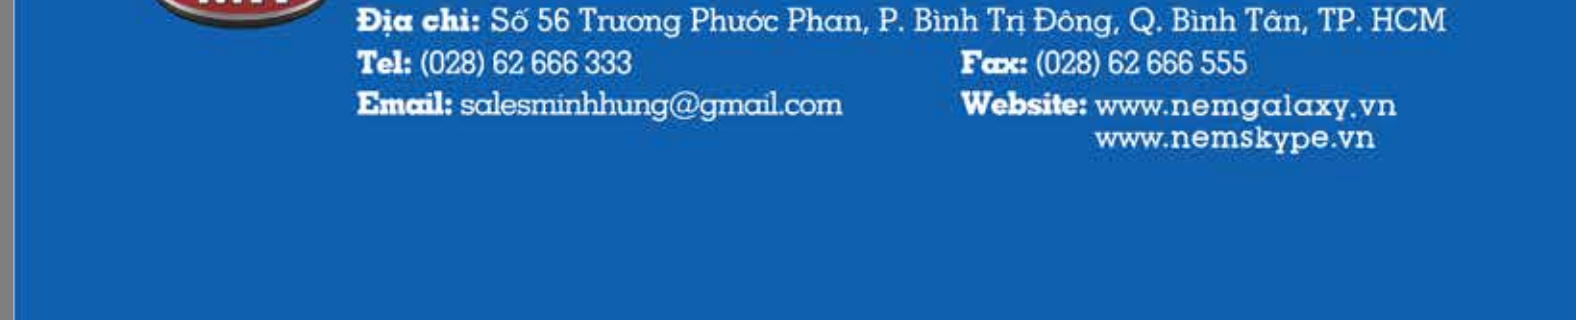 Địa chỉ: Số 56 Trương Phước Phan, P. Bình Trị Đông, Q. Bình Tân, TP. HCM
Tel: (028) 62 666 333 Fax: (028) 62 666 555
Email: salesminhhung@gmail.com Website: www.nemgalaxy.vn
www.nemskype.vn